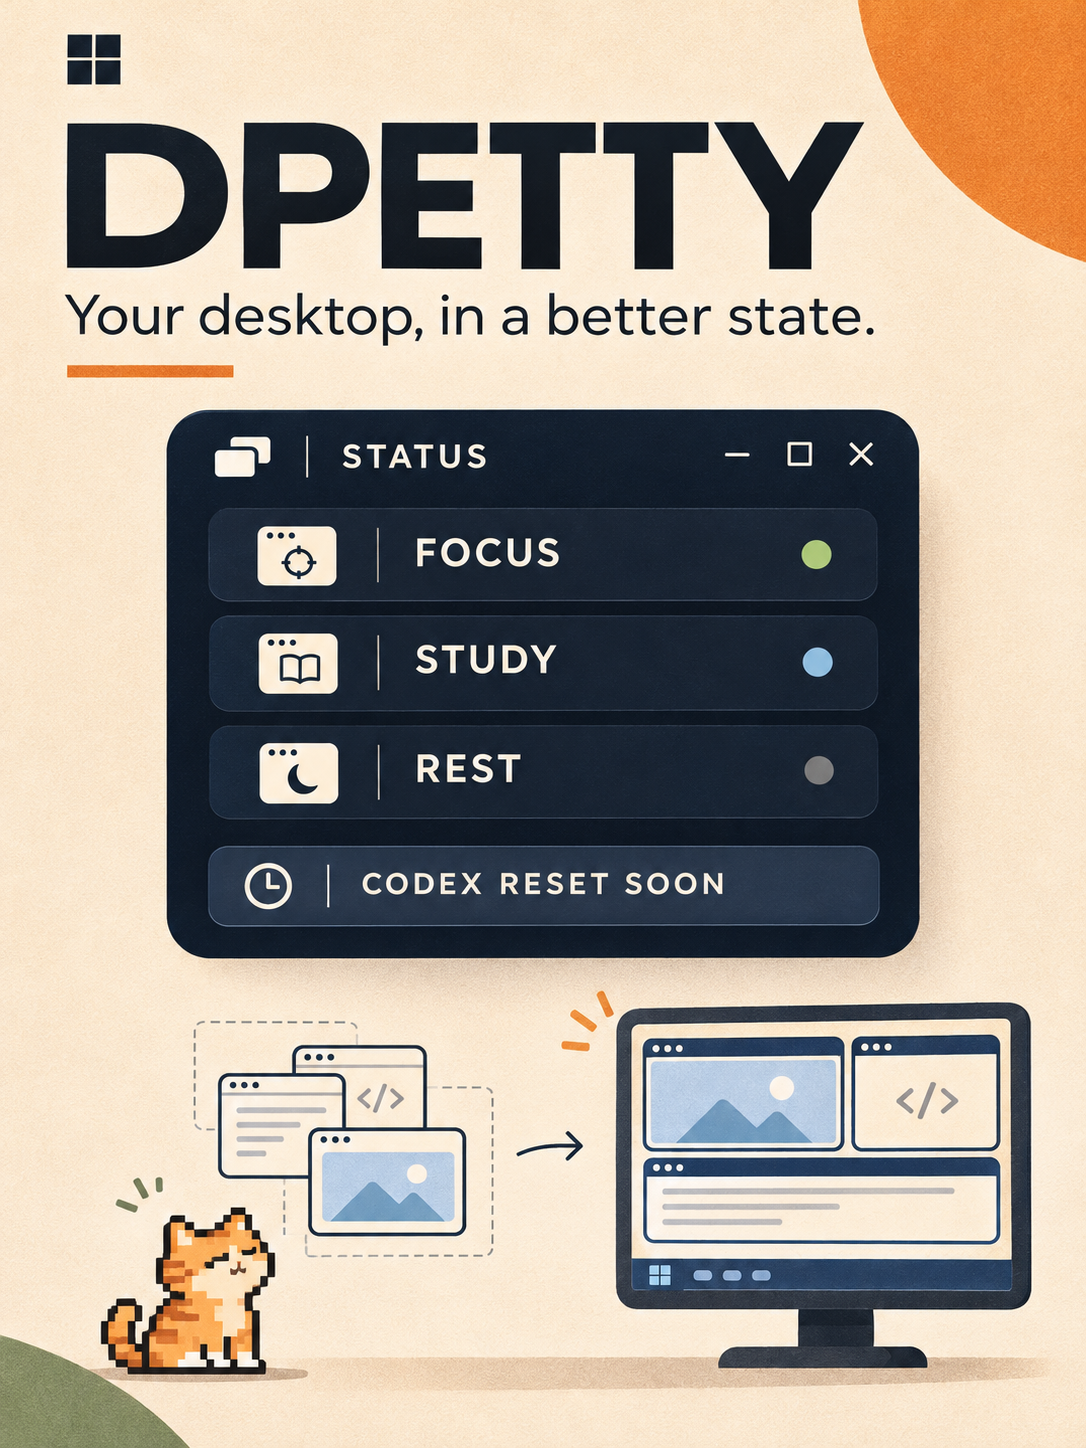 DPETTY
Your desktop, in a better state.
STATUS
FOCUS
STUDY
REST
CODEX RESET SOON
</>
</>